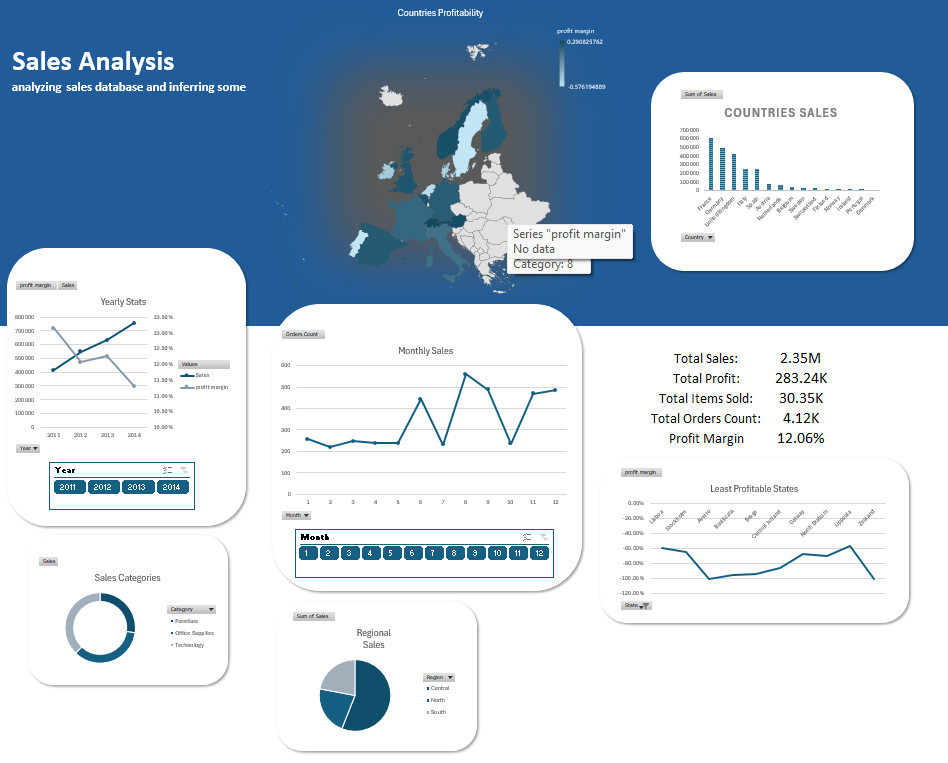 Countries Profitability
Sales Analysis
analyzing sales database and inferring some
profit margin
0.290825762
-0.576194889
Series "profit margin"
No data
Category: 8
Sum of Sales
COUNTRIES SALES
700 000
600 000
500 000
400 000
300 000
200 000
100 000
0
France
Germany
United Kingdom
Italy
Spain
Austria
Netherlands
Belgium
Sweden
Switzerland
Finland
Norway
Ireland
Portugal
Denmark
Country
profit margin Sales
Yearly Stats
800 000 13.50%
700 000 13.00%
600 000 12.50%
500 000 12.00%
400 000 11.50%
300 000 11.00%
200 000 10.50%
100 000
0 10.00%
2011 2012 2013 2014
Values
Sales
profit margin
Year
Year
2011 2012 2013 2014
Orders Count
Monthly Sales
600
500
400
300
200
100
0
1 2 3 4 5 6 7 8 9 10 11 12
Month
Month
1 2 3 4 5 6 7 8 9 10 11 12
Total Sales: 2.35M
Total Profit: 283.24K
Total Items Sold: 30.35K
Total Orders Count: 4.12K
Profit Margin 12.06%
profit margin
Least Profitable States
0.00%
-20.00%
-40.00%
-60.00%
-80.00%
-100.00%
-120.00%
Lisboa
Stockholm
Aveiro
Braga
Central Jutland
Galway
North Brabant
Uppsala
Zealand
State
Sales
Sales Categories
Category
Furniture
Office Supplies
Technology
Sum of Sales
Regional
Sales
Region
Central
North
South